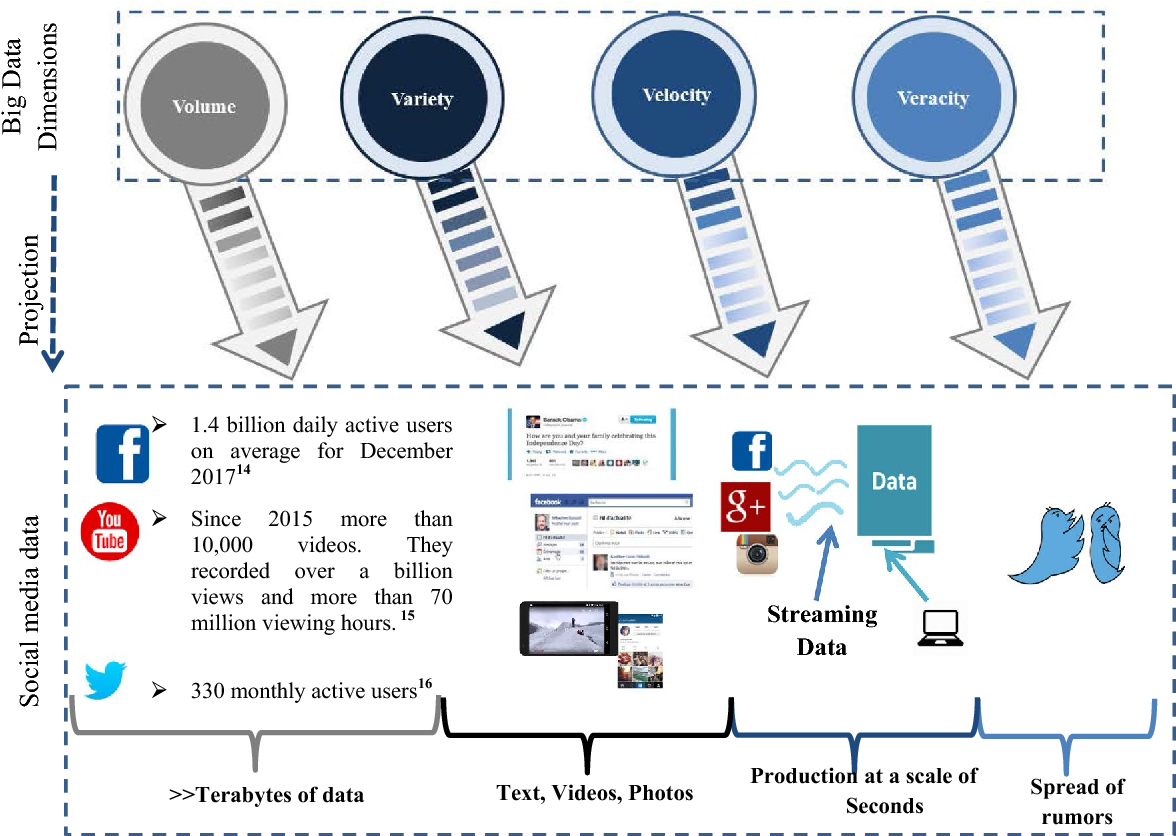 Big Data
Dimensions
Volume
Variety
Velocity
Veracity
Projection
Social media data
f
➢ 1.4 billion daily active users
on average for December
2017¹⁴
You
Tube
➢ Since 2015 more than
10,000 videos. They
recorded over a billion
views and more than 70
million viewing hours. ¹⁵
➢ 330 monthly active users¹⁶
Barack Obama
How are you and your family celebrating this
Independence Day?
facebook
Fil d'actualité
g+
Data
Streaming
Data
>>Terabytes of data
Text, Videos, Photos
Production at a scale of
Seconds
Spread of
rumors